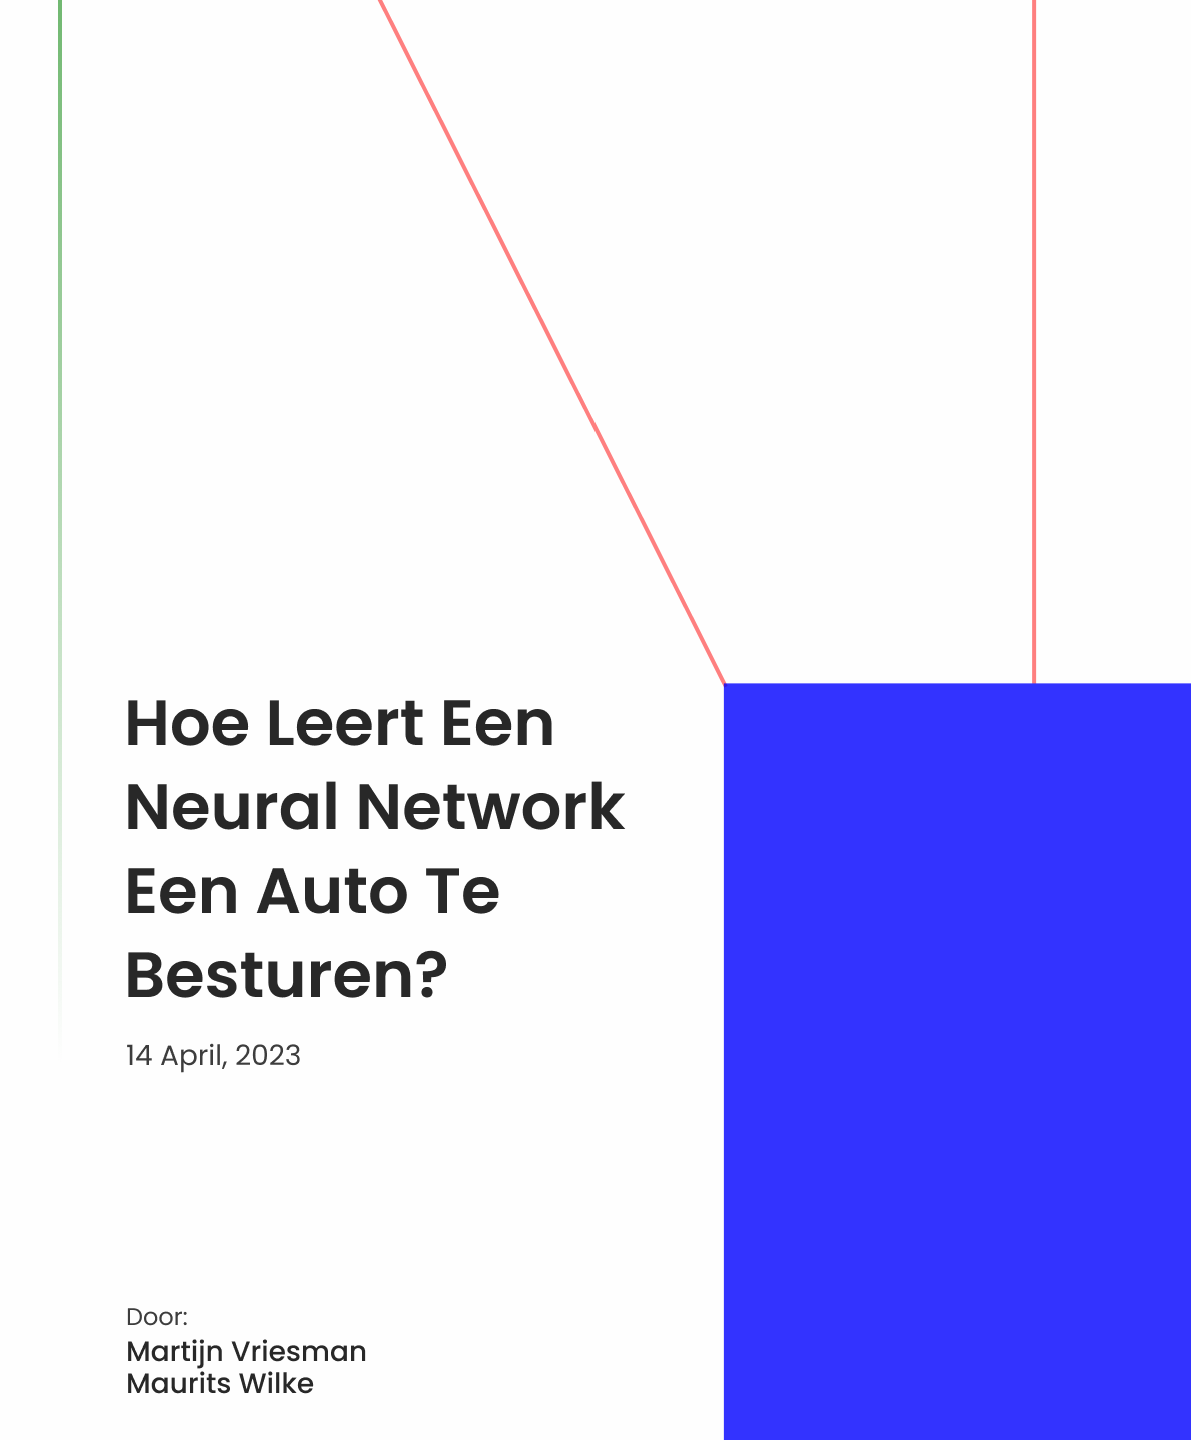 Hoe Leert Een
Neural Network
Een Auto Te
Besturen?
14 April, 2023
Door:
Martijn Vriesman
Maurits Wilke